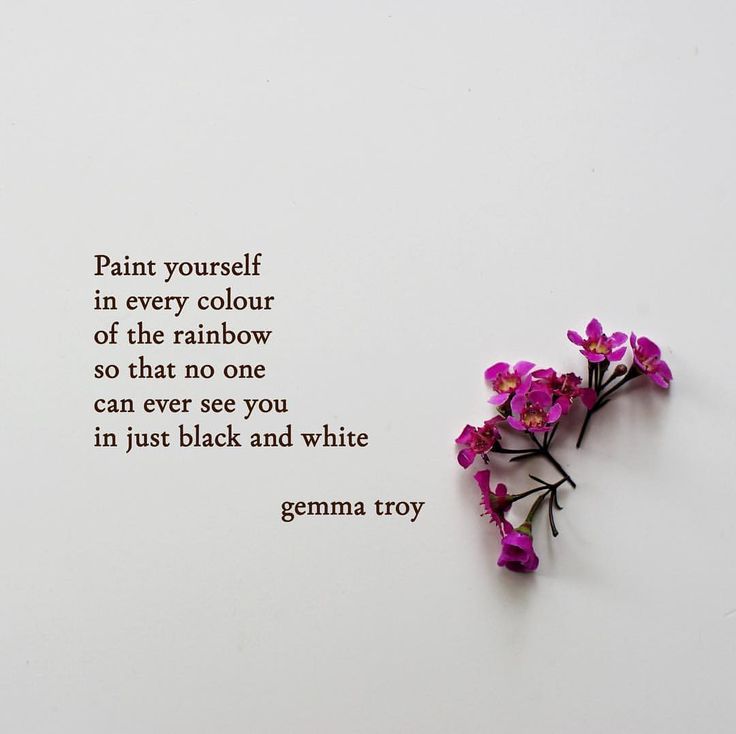 Paint yourself
in every colour
of the rainbow
so that no one
can ever see you
in just black and white
gemma troy